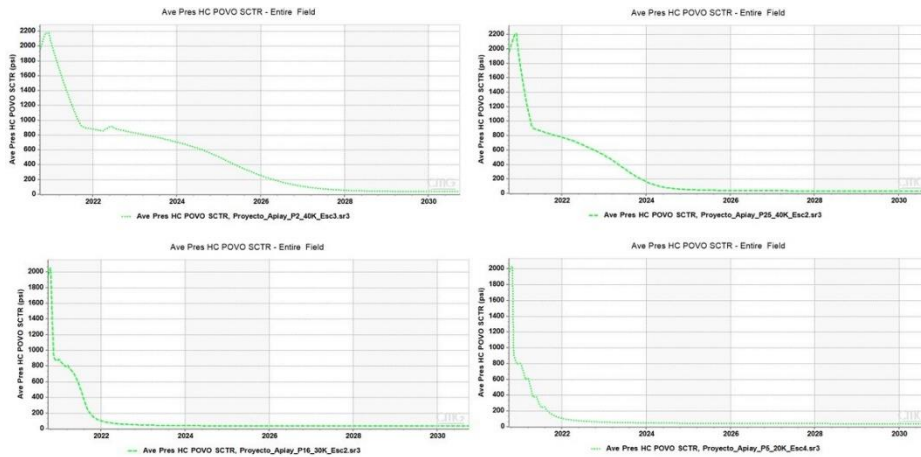 Ave Pres HC POVO SCTR - Entire Field
Ave Pres HC POVO SCTR (psi)
2200
2000
1800
1600
1400
1200
1000
800
600
400
200
0
2022 2024 2026 2028 2030
Ave Pres HC POVO SCTR, Proyecto_Apiay_P2_40K_Esc3.sr3
Ave Pres HC POVO SCTR - Entire Field
Ave Pres HC POVO SCTR (psi)
2200
2000
1800
1600
1400
1200
1000
800
600
400
200
0
2022 2024 2026 2028 2030
Ave Pres HC POVO SCTR, Proyecto_Apiay_P25_40K_Esc2.sr3
Ave Pres HC POVO SCTR - Entire Field
Ave Pres HC POVO SCTR (psi)
2000
1800
1600
1400
1200
1000
800
600
400
200
0
2022 2024 2026 2028 2030
Ave Pres HC POVO SCTR, Proyecto_Apiay_P16_30K_Esc2.sr3
Ave Pres HC POVO SCTR - Entire Field
Ave Pres HC POVO SCTR (psi)
2000
1800
1600
1400
1200
1000
800
600
400
200
0
2022 2024 2026 2028 2030
Ave Pres HC POVO SCTR, Proyecto_Apiay_P5_20K_Esc4.sr3